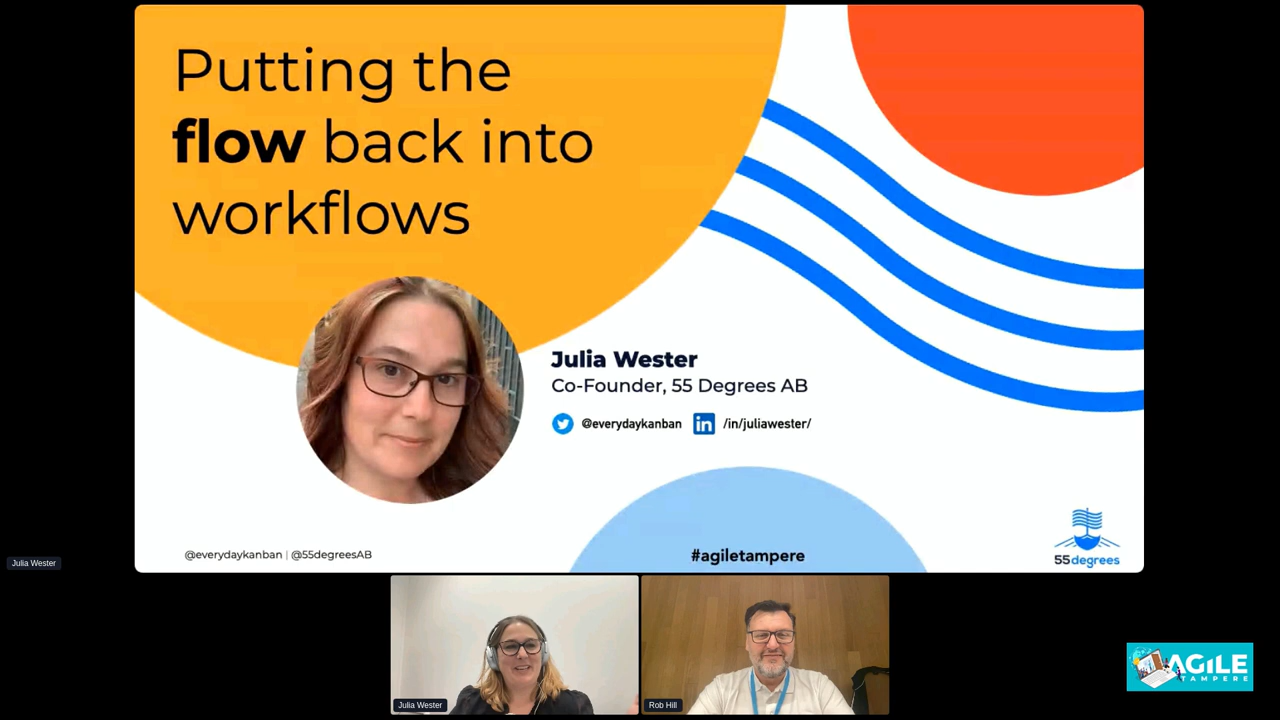 Putting the
flow back into
workflows
Julia Wester
Co-Founder, 55 Degrees AB
@everydaykanban
/in/juliawester/
@everydaykanban | @55degreesAB
#agiletampere
55degrees
Julia Wester
Julia Wester
Rob Hill
AGILE
TAMPERE